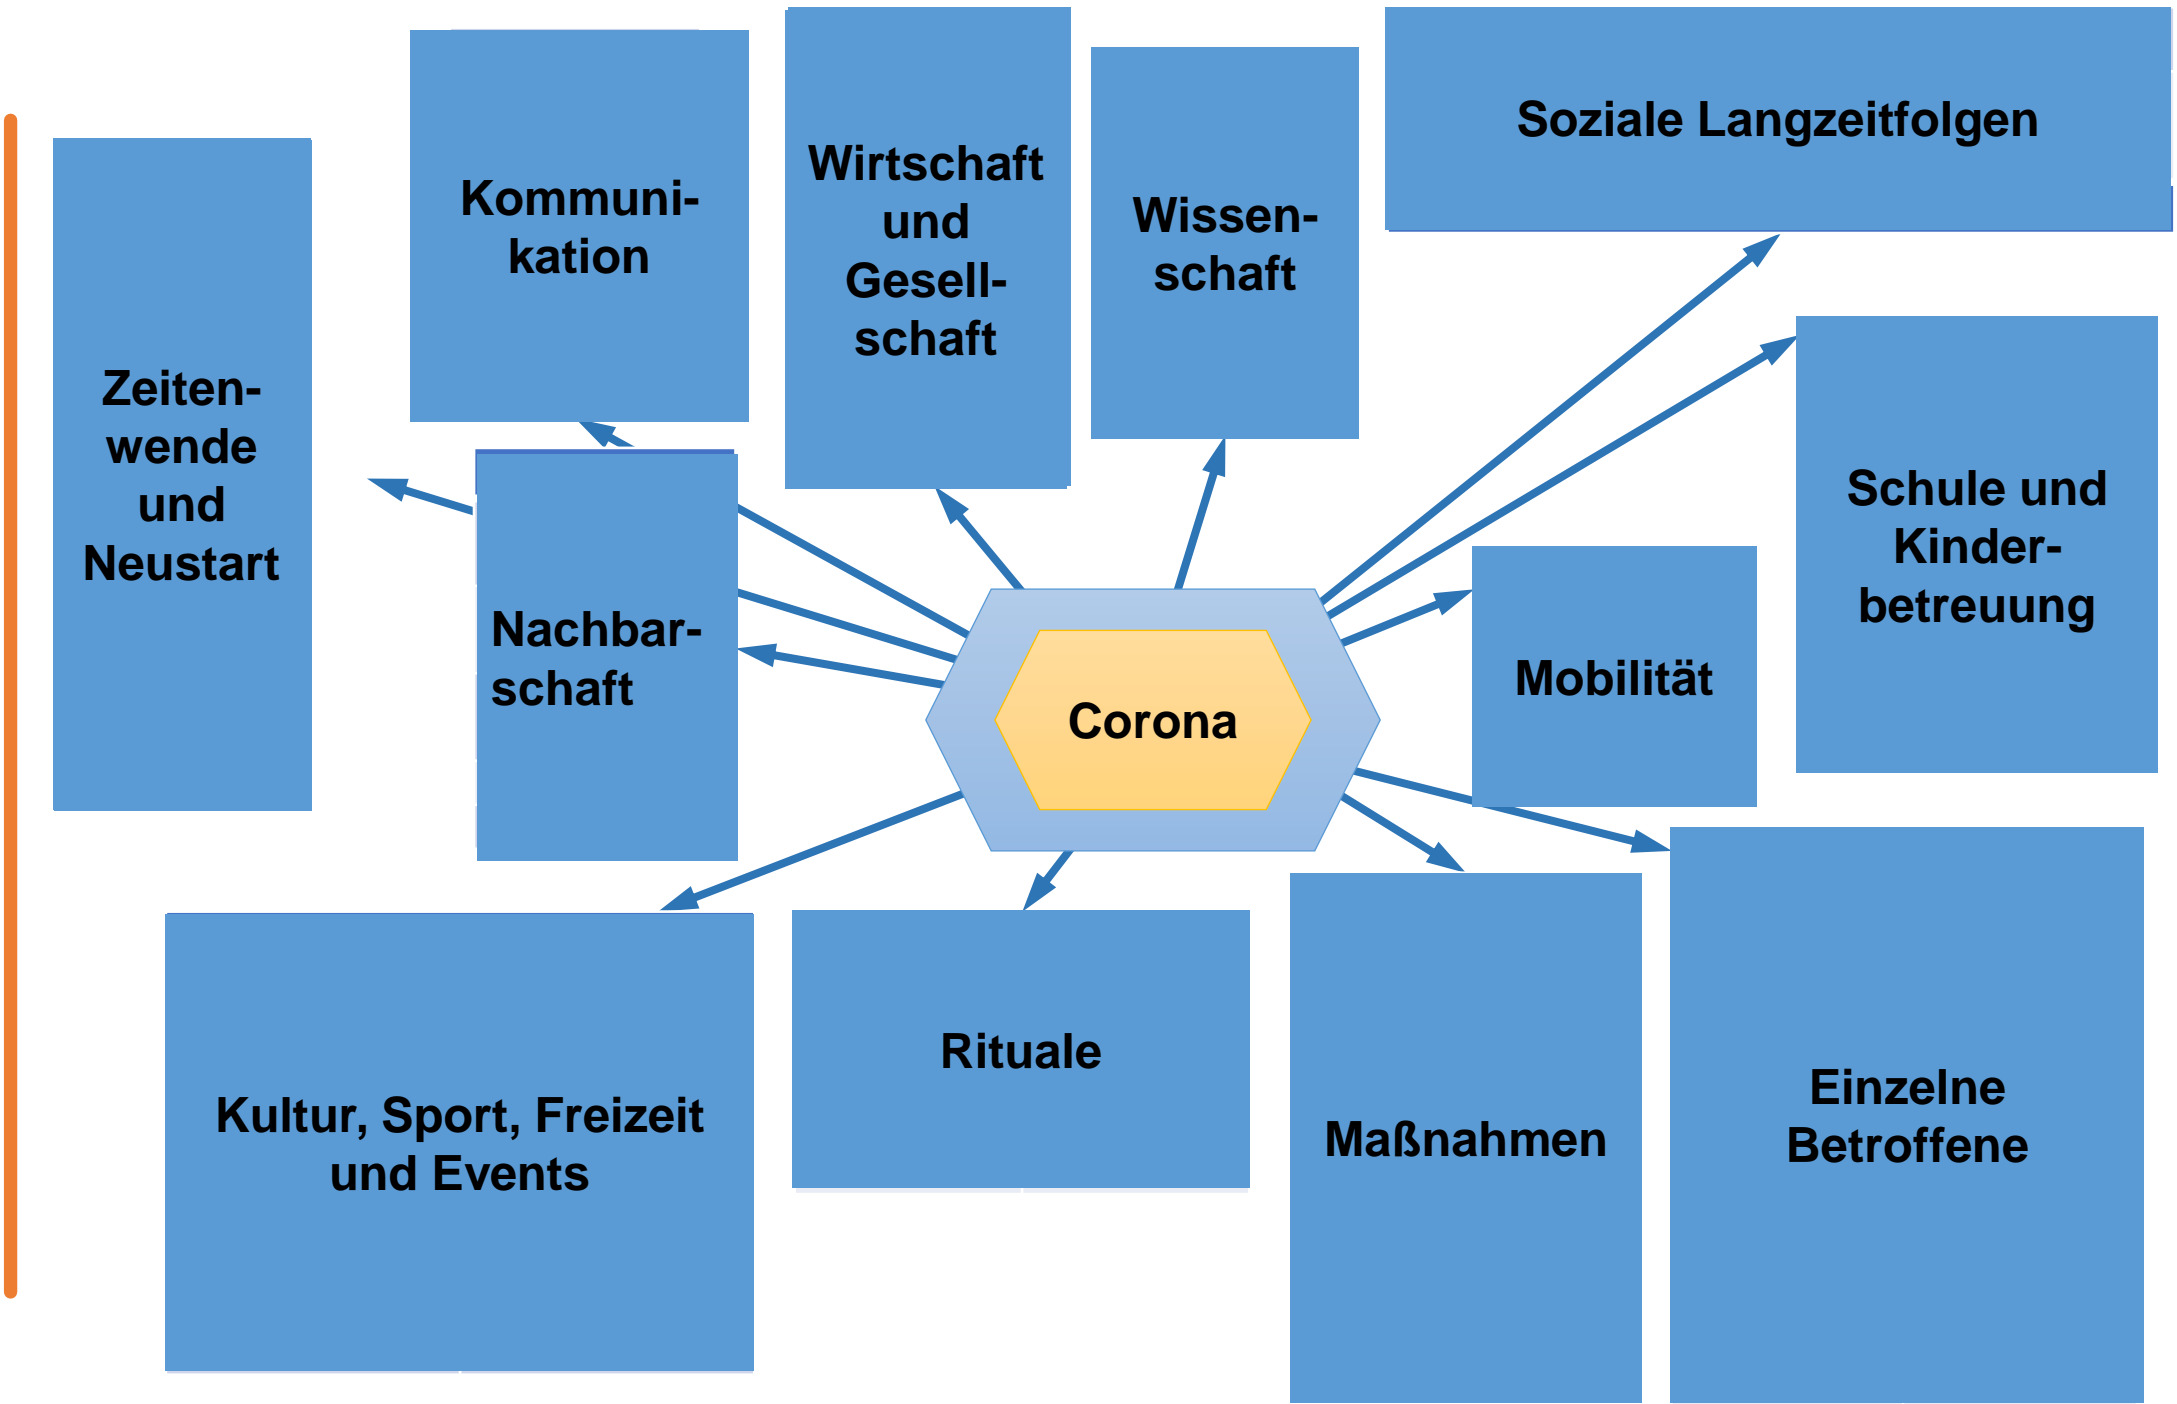 Soziale Langzeitfolgen
Kommuni-
kation
Wirtschaft
und
Gesell-
schaft
Wissen-
schaft
Zeiten-
wende
und
Neustart
Schule und
Kinder-
betreuung
Nachbar-
schaft
Mobilität
Corona
Kultur, Sport, Freizeit
und Events
Rituale
Maßnahmen
Einzelne
Betroffene